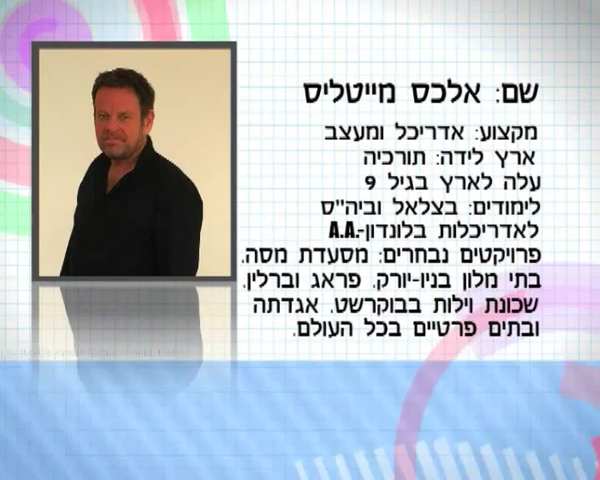 שם: אלכס מייטליס
מקצוע: אדריכל ומעצב
ארץ לידה: תורכיה
עלה לארץ בגיל 9
לימודים: בצלאל וביה"ס
לאדריכלות בלונדון-.A.A
פרויקטים נבחרים: מסעדת מסה,
בתי מלון בניו-יורק, פראג וברלין,
שכונת וילות בבוקרשט, אגדתה
ובתים פרטיים בכל העולם.